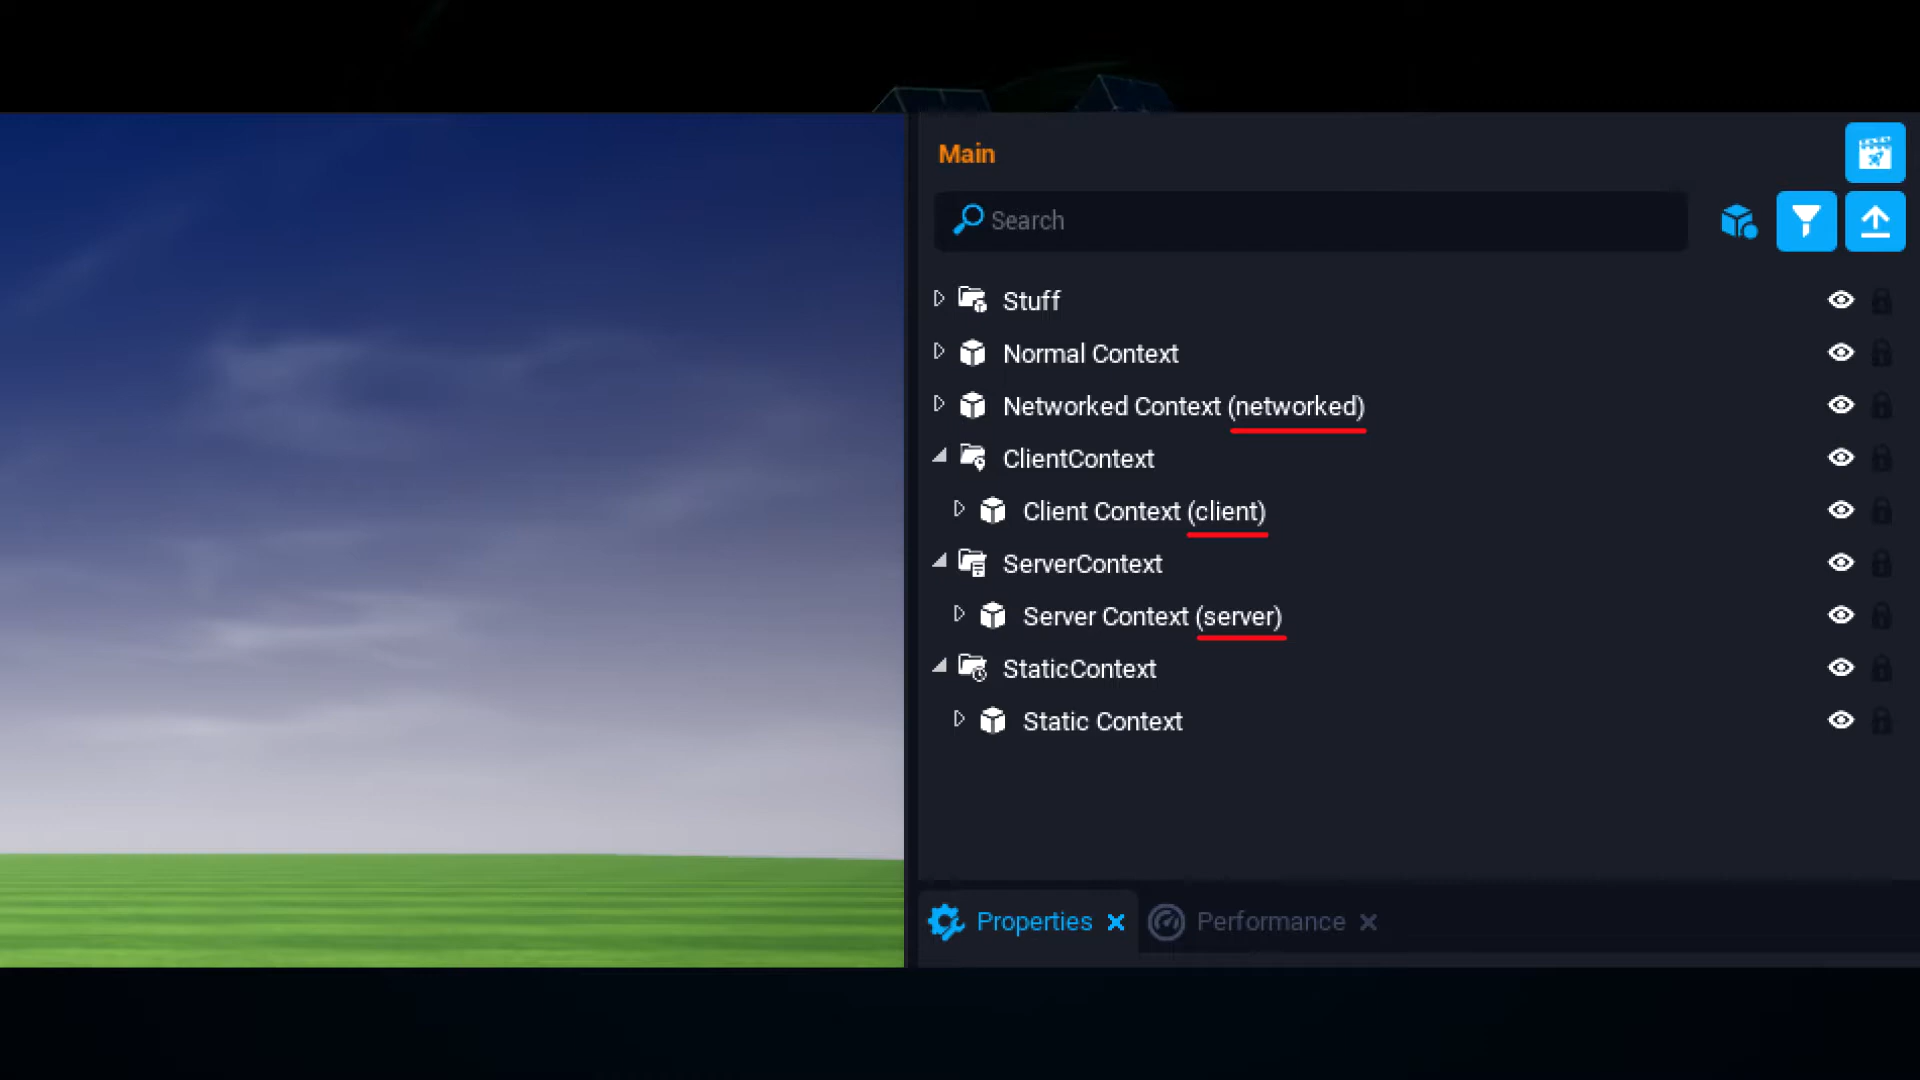 Main
Search
Stuff
Normal Context
Networked Context (networked)
ClientContext
Client Context (client)
ServerContext
Server Context (server)
StaticContext
Static Context
Properties
Performance